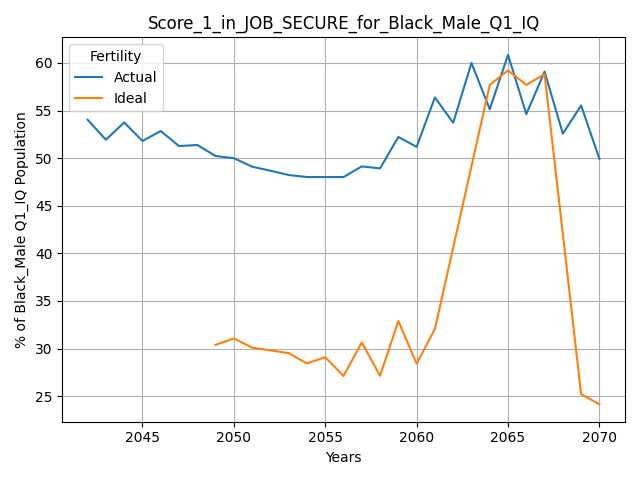 Score_1_in_JOB_SECURE_for_Black_Male_Q1_IQ
Fertility
Actual
Ideal
% of Black_Male Q1_IQ Population
60
55
50
45
40
35
30
25
2045
2050
2055
2060
2065
2070
Years